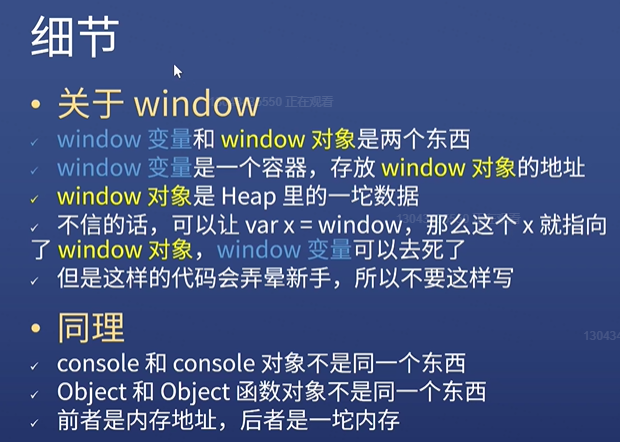 细节
• 关于 window
✓ window 变量和 window 对象是两个东西
✓ window 变量是一个容器，存放 window 对象的地址
✓ window 对象是 Heap 里的一坨数据
✓ 不信的话，可以让 var x = window，那么这个 x 就指向
了 window 对象，window 变量可以去死了
✓ 但是这样的代码会弄晕新手，所以不要这样写
• 同理
✓ console 和 console 对象不是同一个东西
✓ Object 和 Object 函数对象不是同一个东西
✓ 前者是内存地址，后者是一坨内存